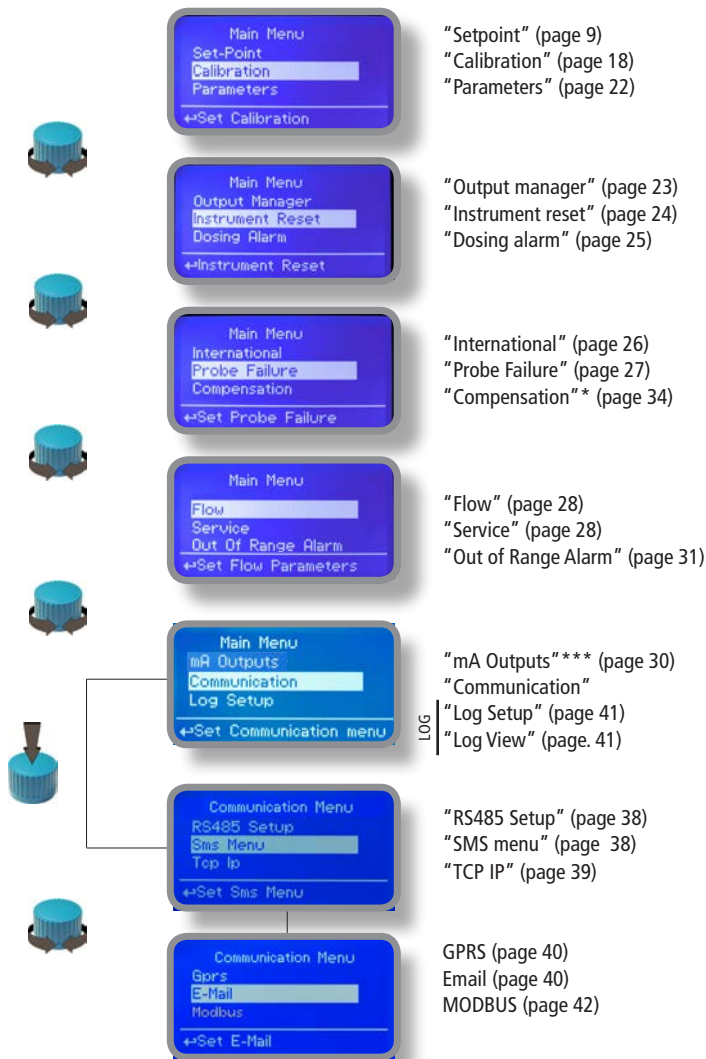 Main Menu
Set-Point
Calibration
Parameters
↩Set Calibration
"Setpoint" (page 9)
"Calibration" (page 18)
"Parameters" (page 22)
Main Menu
Output Manager
Instrument Reset
Dosing Alarm
↩Instrument Reset
"Output manager" (page 23)
"Instrument reset" (page 24)
"Dosing alarm" (page 25)
Main Menu
International
Probe Failure
Compensation
↩Set Probe Failure
"International" (page 26)
"Probe Failure" (page 27)
"Compensation"* (page 34)
Main Menu
Flow
Service
Out Of Range Alarm
↩Set Flow Parameters
"Flow" (page 28)
"Service" (page 28)
"Out of Range Alarm" (page 31)
Main Menu
mA Outputs
Communication
Log Setup
↩Set Communication menu
"mA Outputs"*** (page 30)
"Communication"
LOG
"Log Setup" (page 41)
"Log View" (page. 41)
Communication Menu
RS485 Setup
Sms Menu
Tcp Ip
↩Set Sms Menu
"RS485 Setup" (page 38)
"SMS menu" (page 38)
"TCP IP" (page 39)
Communication Menu
Gprs
E-Mail
Modbus
↩Set E-Mail
GPRS (page 40)
Email (page 40)
MODBUS (page 42)